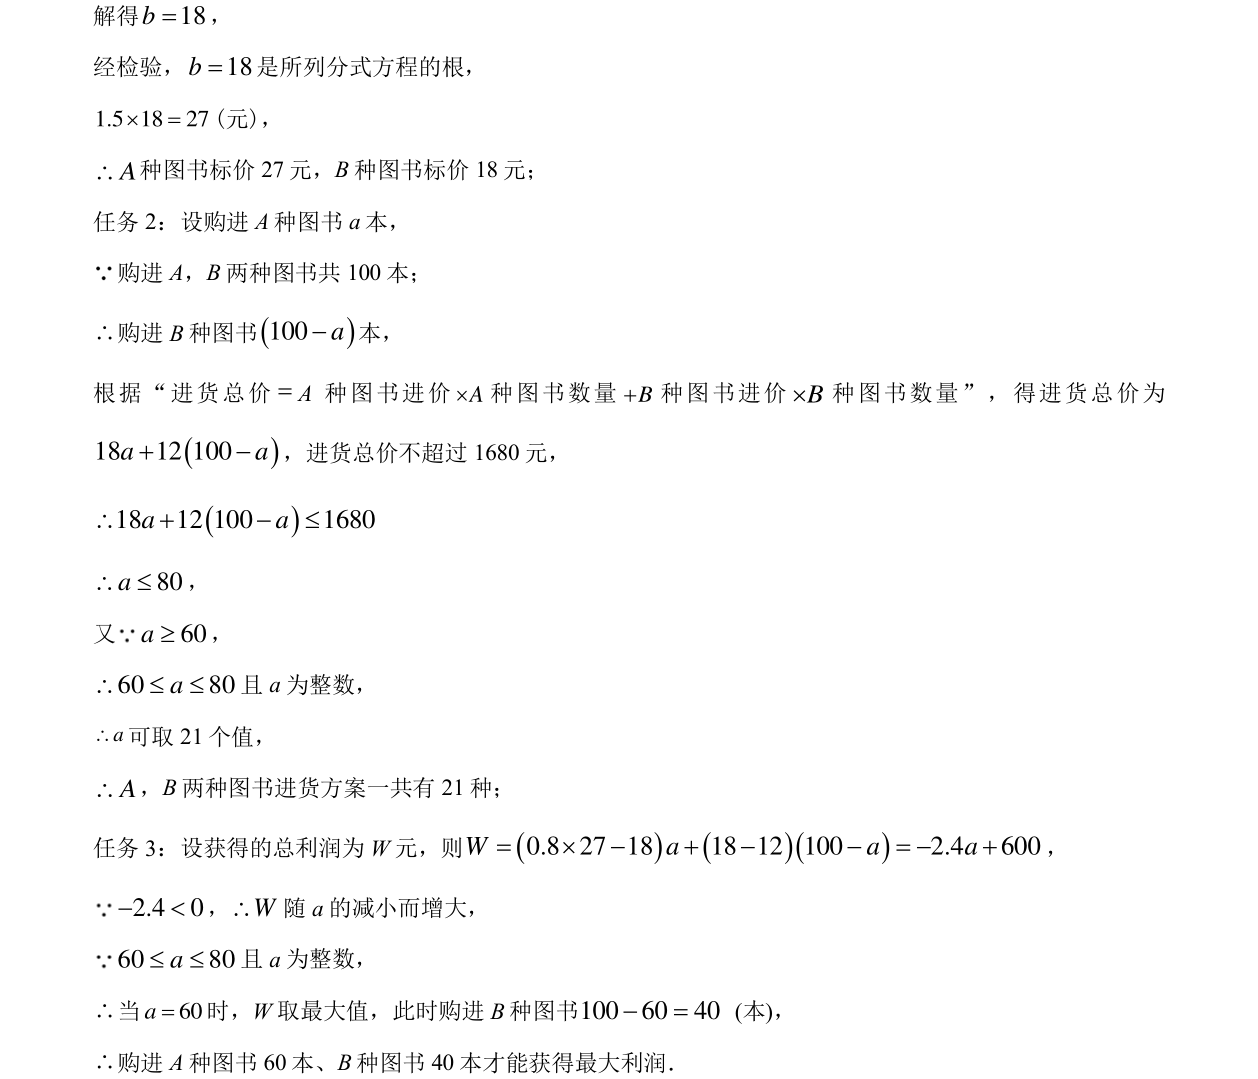 解得b=18，
经检验，b=18是所列分式方程的根，
1.5×18=27（元），
∴A种图书标价27元，B种图书标价18元；
任务2：设购进A种图书a本，
∵购进A，B两种图书共100本；
∴购进B种图书(100−a)本，
根据“进货总价=A 种图书进价×A种图书数量+B种图书进价×B种图书数量”，得进货总价为
18a+12(100−a)，进货总价不超过1680元，
∴18a+12(100−a)≤1680
∴a≤80，
又∵a≥60，
∴60≤a≤80且a为整数，
∴a可取21个值，
∴A，B两种图书进货方案一共有21种；
任务3：设获得的总利润为W元，则W=(0.8×27−18)a+(18−12)(100−a)=−2.4a+600，
∵−2.4<0，∴W随a的减小而增大，
∵60≤a≤80且a为整数，
∴当a=60时，W取最大值，此时购进B种图书100−60=40 (本)，
∴购进A种图书60本、B种图书40本才能获得最大利润．